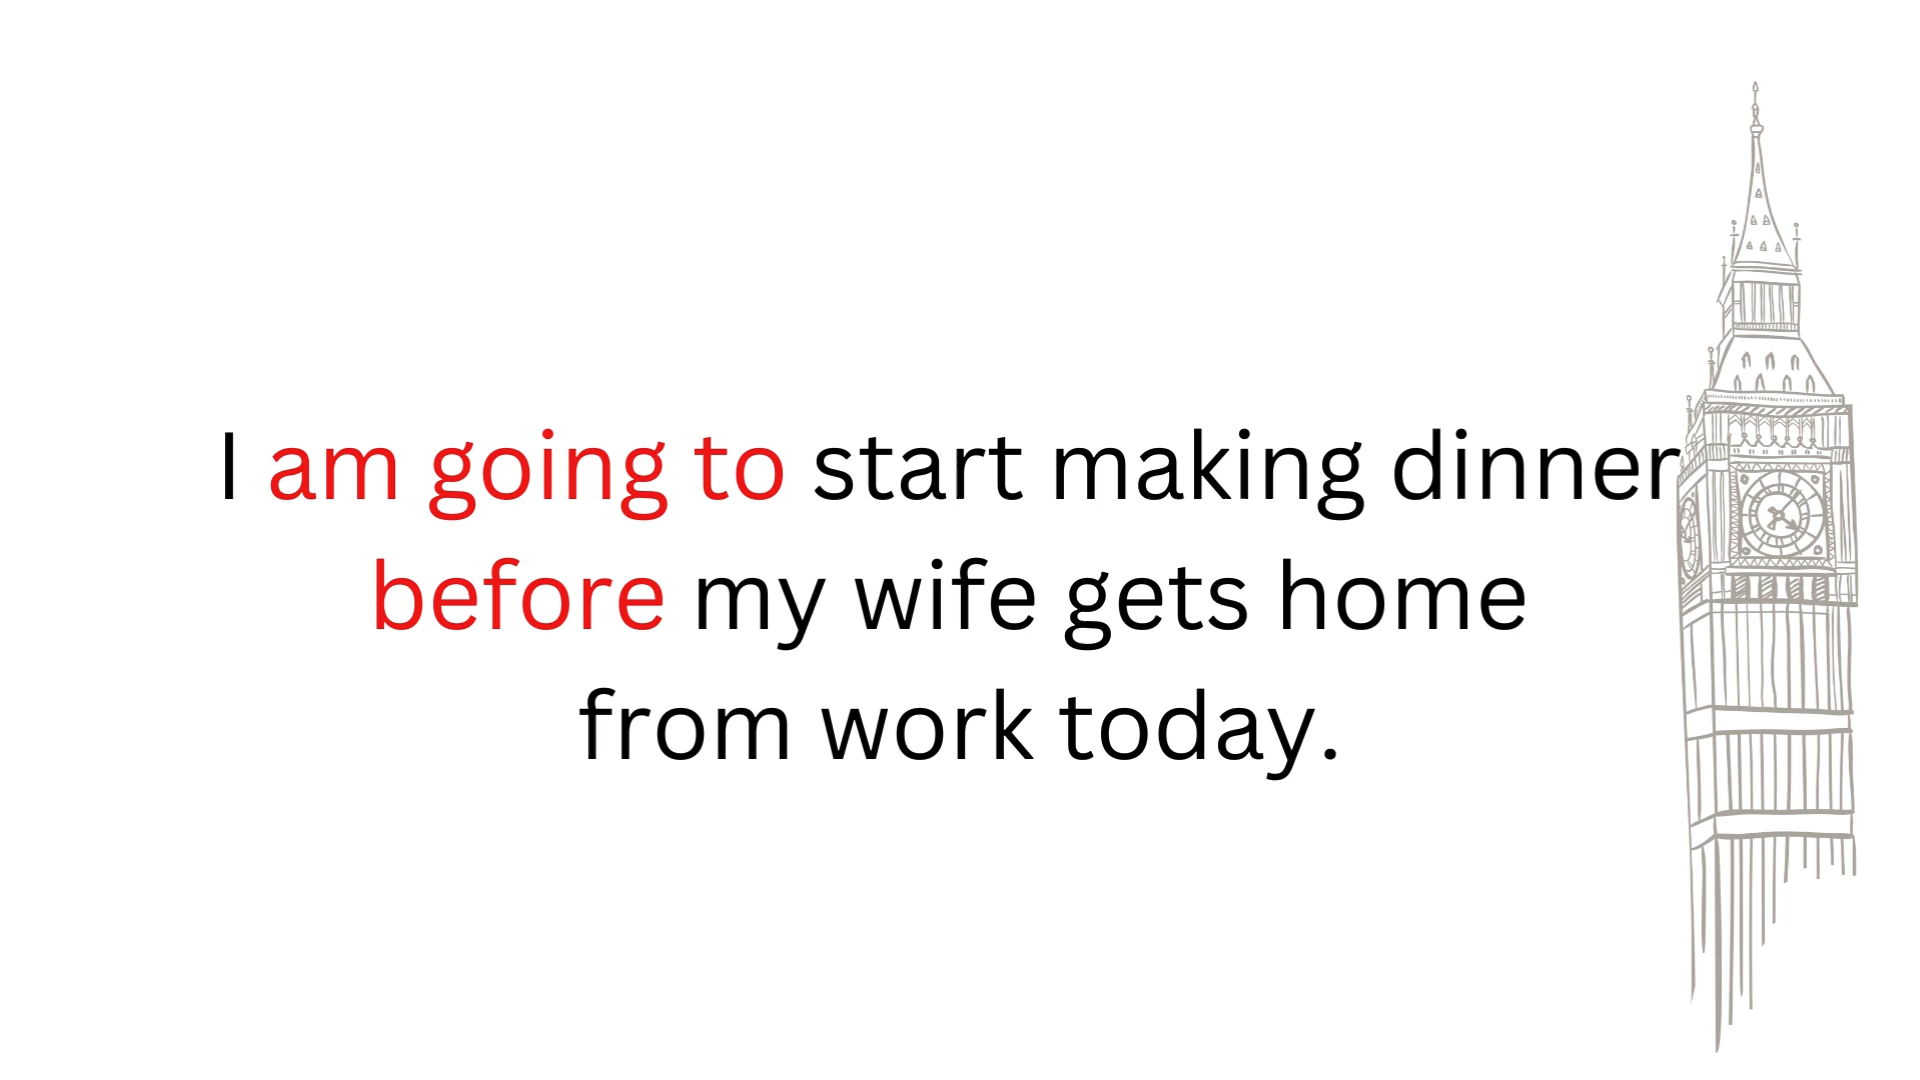 I am going to start making dinner
before my wife gets home
from work today.